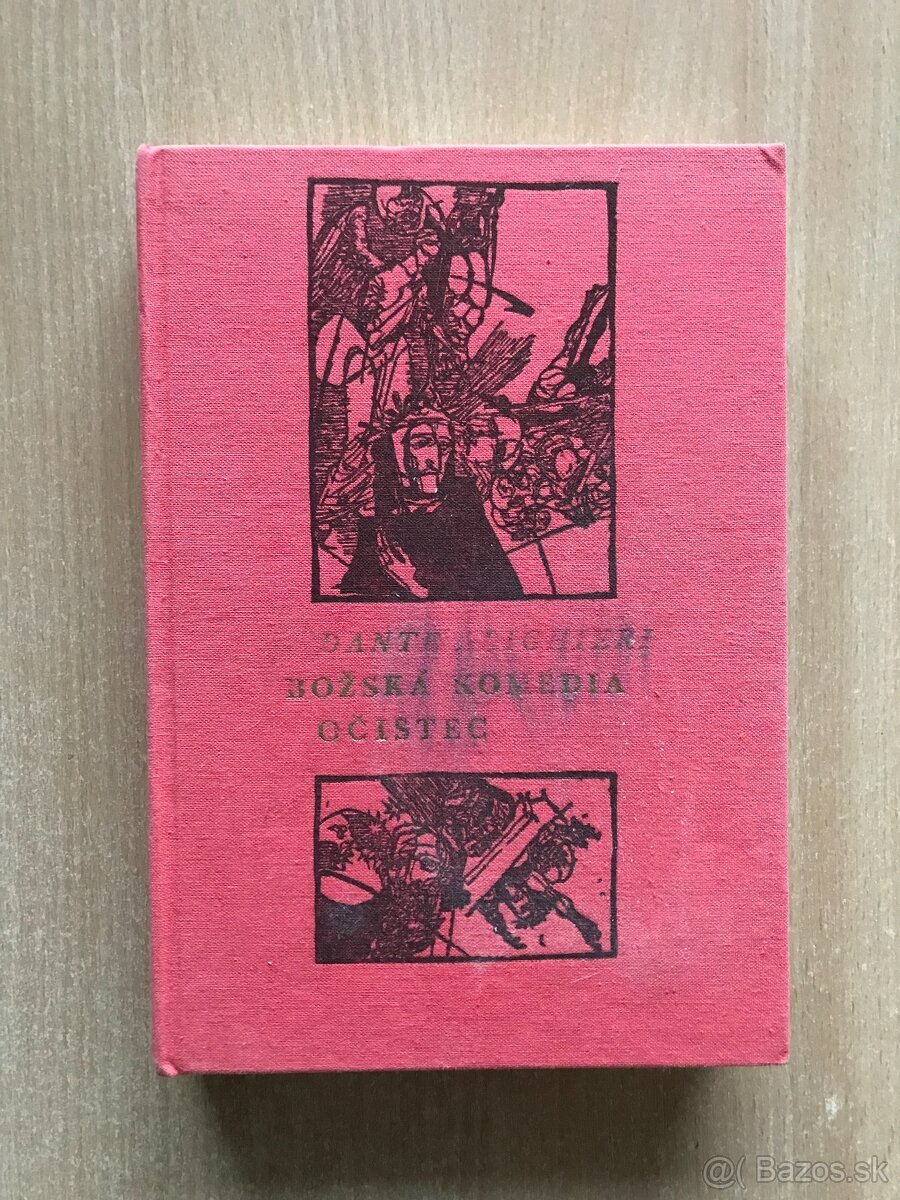 DANTE ALIGHIERI
BOŽSKÁ KOMÉDIA
OČISTEC
@( Bazos.sk